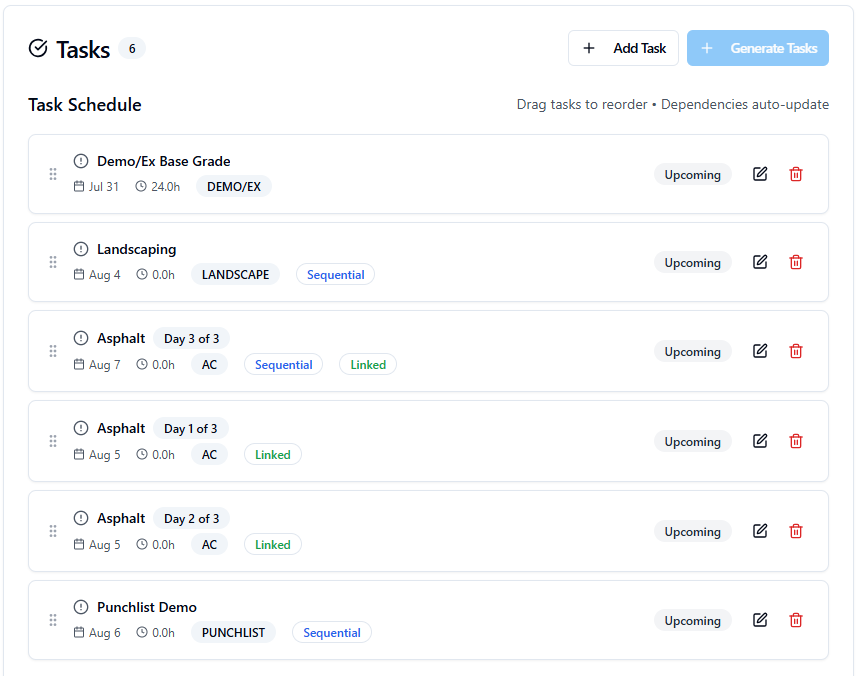 Tasks 6
Add Task
Generate Tasks
Task Schedule
Drag tasks to reorder • Dependencies auto-update
Demo/Ex Base Grade
Jul 31 24.0h DEMO/EX
Upcoming
Landscaping
Aug 4 0.0h LANDSCAPE Sequential
Upcoming
Asphalt Day 3 of 3
Aug 7 0.0h AC Sequential Linked
Upcoming
Asphalt Day 1 of 3
Aug 5 0.0h AC Linked
Upcoming
Asphalt Day 2 of 3
Aug 5 0.0h AC Linked
Upcoming
Punchlist Demo
Aug 6 0.0h PUNCHLIST Sequential
Upcoming